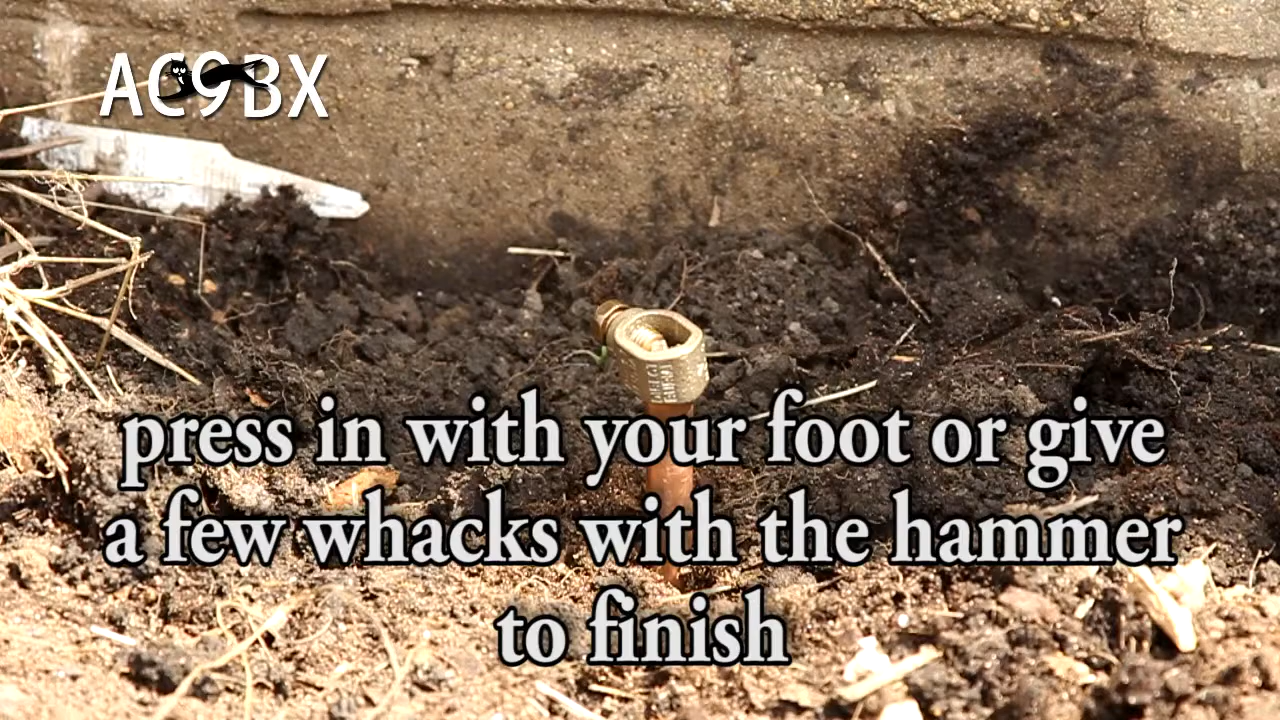 AC9BX
press in with your foot or give
a few whacks with the hammer
to finish